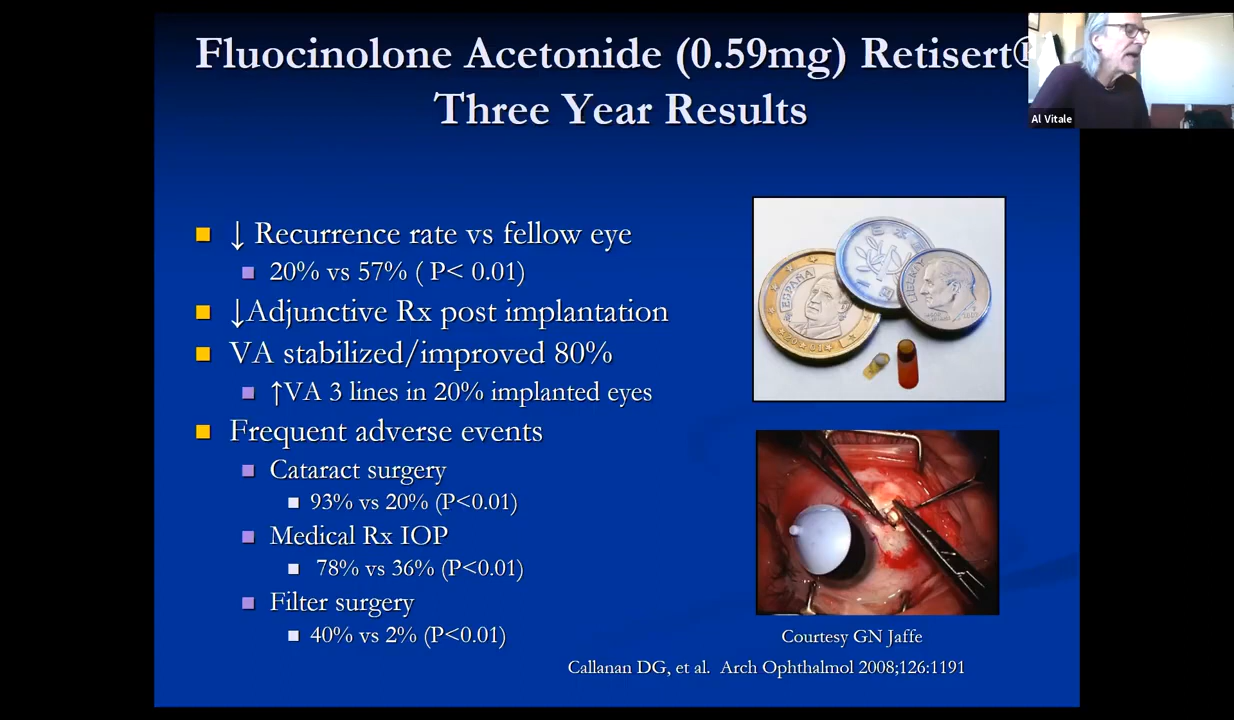 Fluocinolone Acetonide (0.59mg) Retisert®
Three Year Results
Al Vitale
↓ Recurrence rate vs fellow eye
20% vs 57% ( P< 0.01)
↓Adjunctive Rx post implantation
VA stabilized/improved 80%
↑VA 3 lines in 20% implanted eyes
Frequent adverse events
Cataract surgery
93% vs 20% (P<0.01)
Medical Rx IOP
78% vs 36% (P<0.01)
Filter surgery
40% vs 2% (P<0.01)
ESPAÑA
LIBERTY
Courtesy GN Jaffe
Callanan DG, et al. Arch Ophthalmol 2008;126:1191